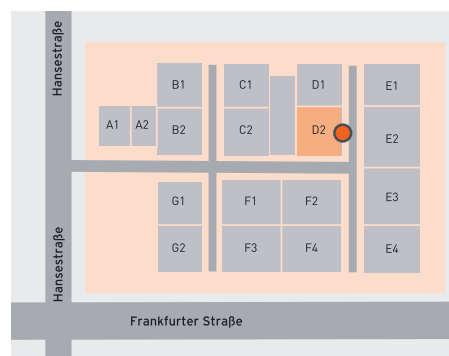 Hansestraße
B1
C1
D1
E1
A1
A2
B2
C2
D2
E2
G1
F1
F2
E3
G2
F3
F4
E4
Hansestraße
Frankfurter Straße